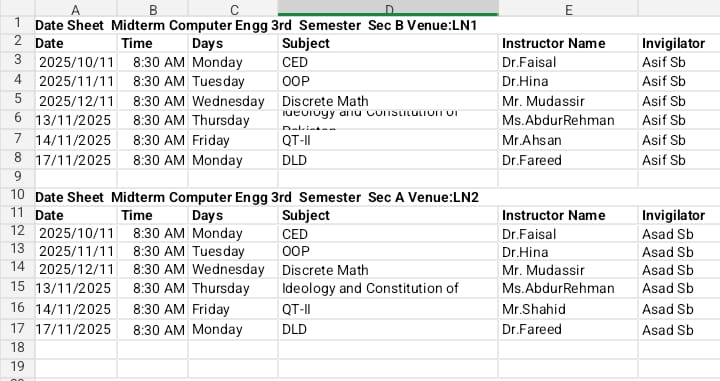 A B C D E
1 Date Sheet Midterm Computer Engg 3rd Semester Sec B Venue:LN1
2 Date Time Days Subject Instructor Name Invigilator
3 2025/10/11 8:30 AM Monday CED Dr.Faisal Asif Sb
4 2025/11/11 8:30 AM Tuesday OOP Dr.Hina Asif Sb
5 2025/12/11 8:30 AM Wednesday Discrete Math Mr. Mudassir Asif Sb
6 13/11/2025 8:30 AM Thursday Ideology and Constitution of Pakistan Ms.AbdurRehman Asif Sb
7 14/11/2025 8:30 AM Friday QT-II Mr.Ahsan Asif Sb
8 17/11/2025 8:30 AM Monday DLD Dr.Fareed Asif Sb
9
10 Date Sheet Midterm Computer Engg 3rd Semester Sec A Venue:LN2
11 Date Time Days Subject Instructor Name Invigilator
12 2025/10/11 8:30 AM Monday CED Dr.Faisal Asad Sb
13 2025/11/11 8:30 AM Tuesday OOP Dr.Hina Asad Sb
14 2025/12/11 8:30 AM Wednesday Discrete Math Mr. Mudassir Asad Sb
15 13/11/2025 8:30 AM Thursday Ideology and Constitution of Ms.AbdurRehman Asad Sb
16 14/11/2025 8:30 AM Friday QT-II Mr.Shahid Asad Sb
17 17/11/2025 8:30 AM Monday DLD Dr.Fareed Asad Sb
18
19